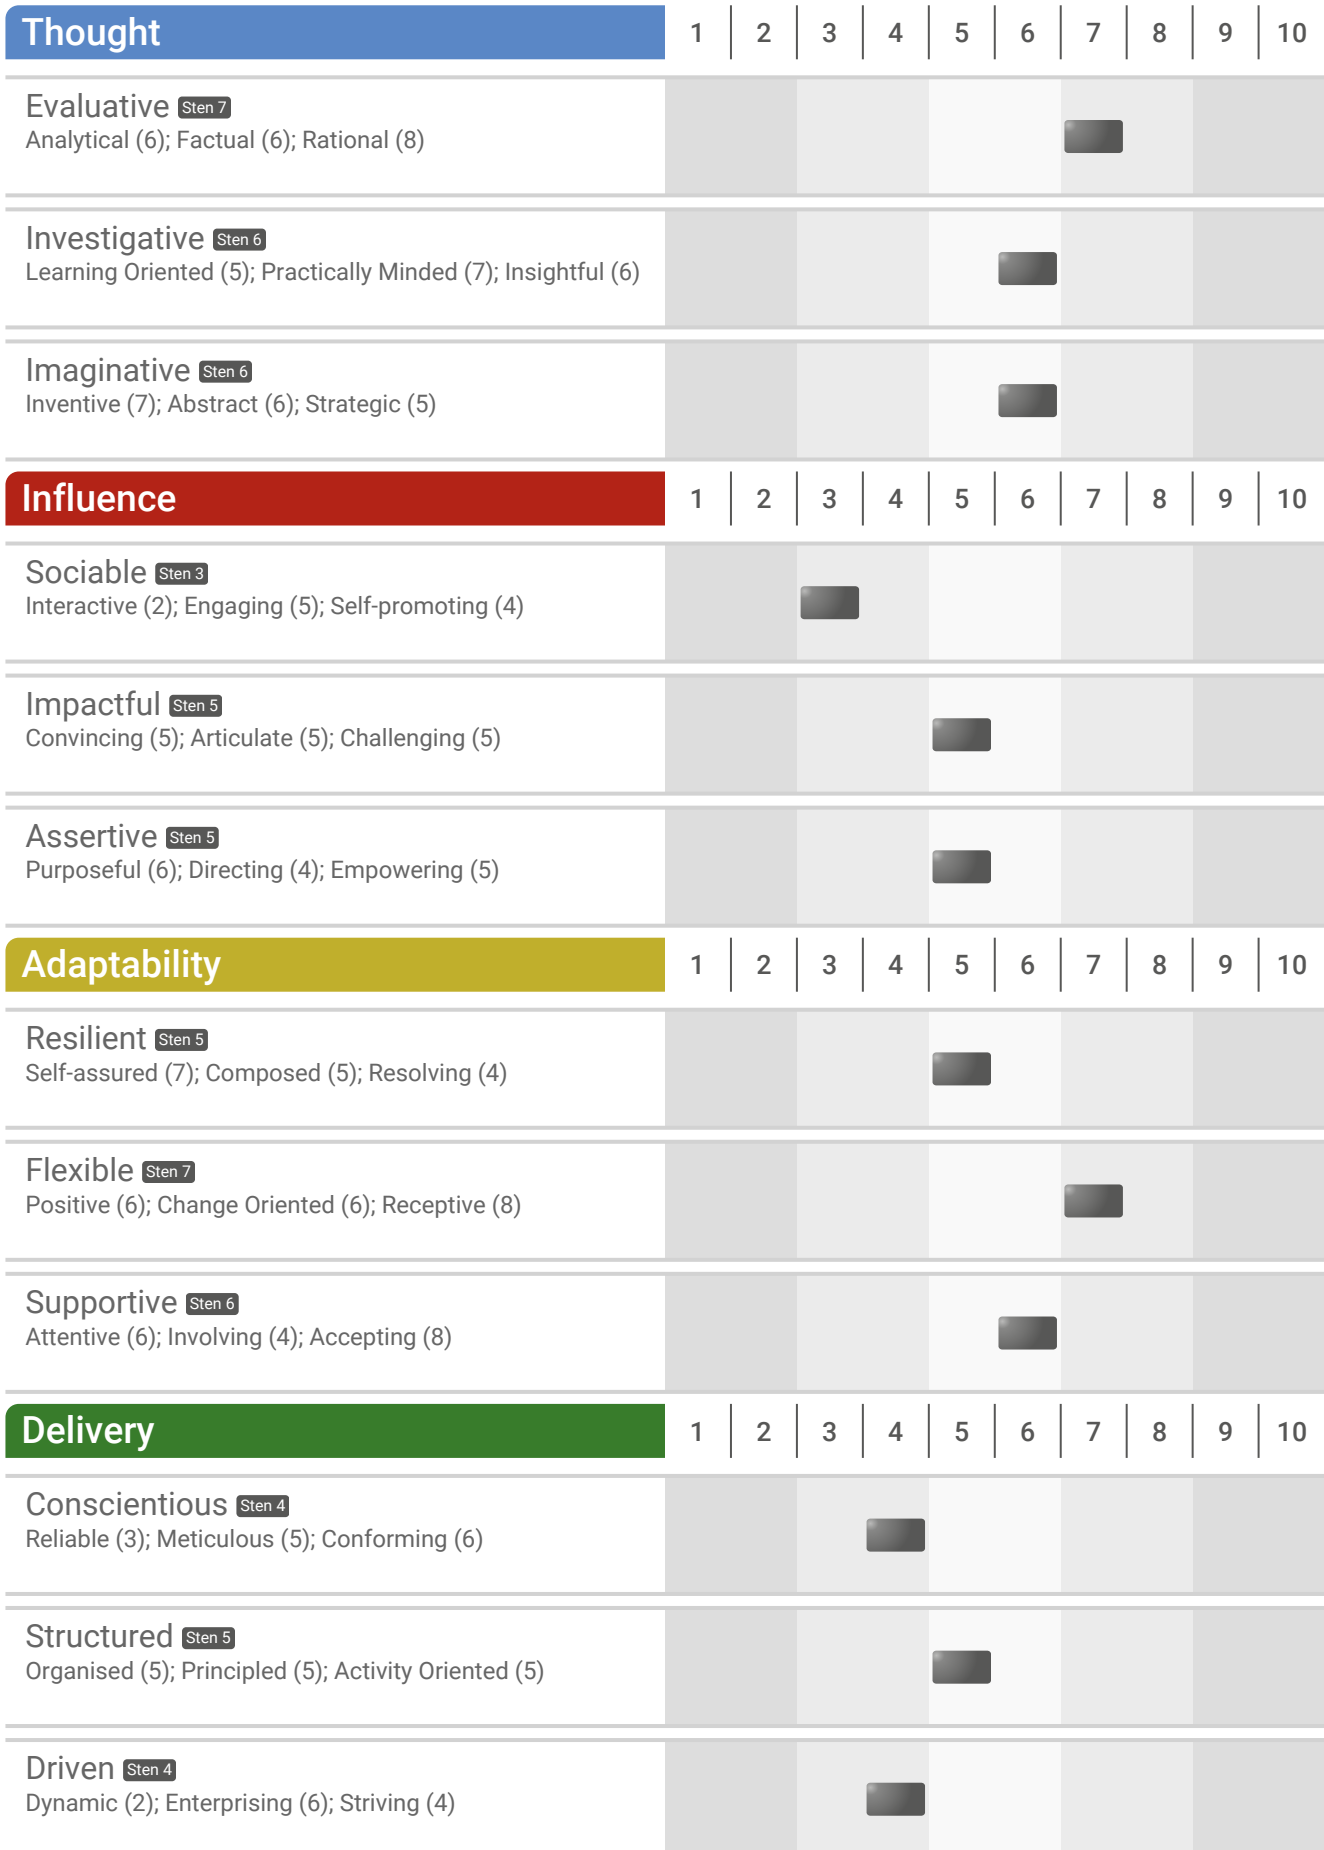 Thought 1 2 3 4 5 6 7 8 9 10
Evaluative Sten 7
Analytical (6); Factual (6); Rational (8)
Investigative Sten 6
Learning Oriented (5); Practically Minded (7); Insightful (6)
Imaginative Sten 6
Inventive (7); Abstract (6); Strategic (5)
Influence 1 2 3 4 5 6 7 8 9 10
Sociable Sten 3
Interactive (2); Engaging (5); Self-promoting (4)
Impactful Sten 5
Convincing (5); Articulate (5); Challenging (5)
Assertive Sten 5
Purposeful (6); Directing (4); Empowering (5)
Adaptability 1 2 3 4 5 6 7 8 9 10
Resilient Sten 5
Self-assured (7); Composed (5); Resolving (4)
Flexible Sten 7
Positive (6); Change Oriented (6); Receptive (8)
Supportive Sten 6
Attentive (6); Involving (4); Accepting (8)
Delivery 1 2 3 4 5 6 7 8 9 10
Conscientious Sten 4
Reliable (3); Meticulous (5); Conforming (6)
Structured Sten 5
Organised (5); Principled (5); Activity Oriented (5)
Driven Sten 4
Dynamic (2); Enterprising (6); Striving (4)